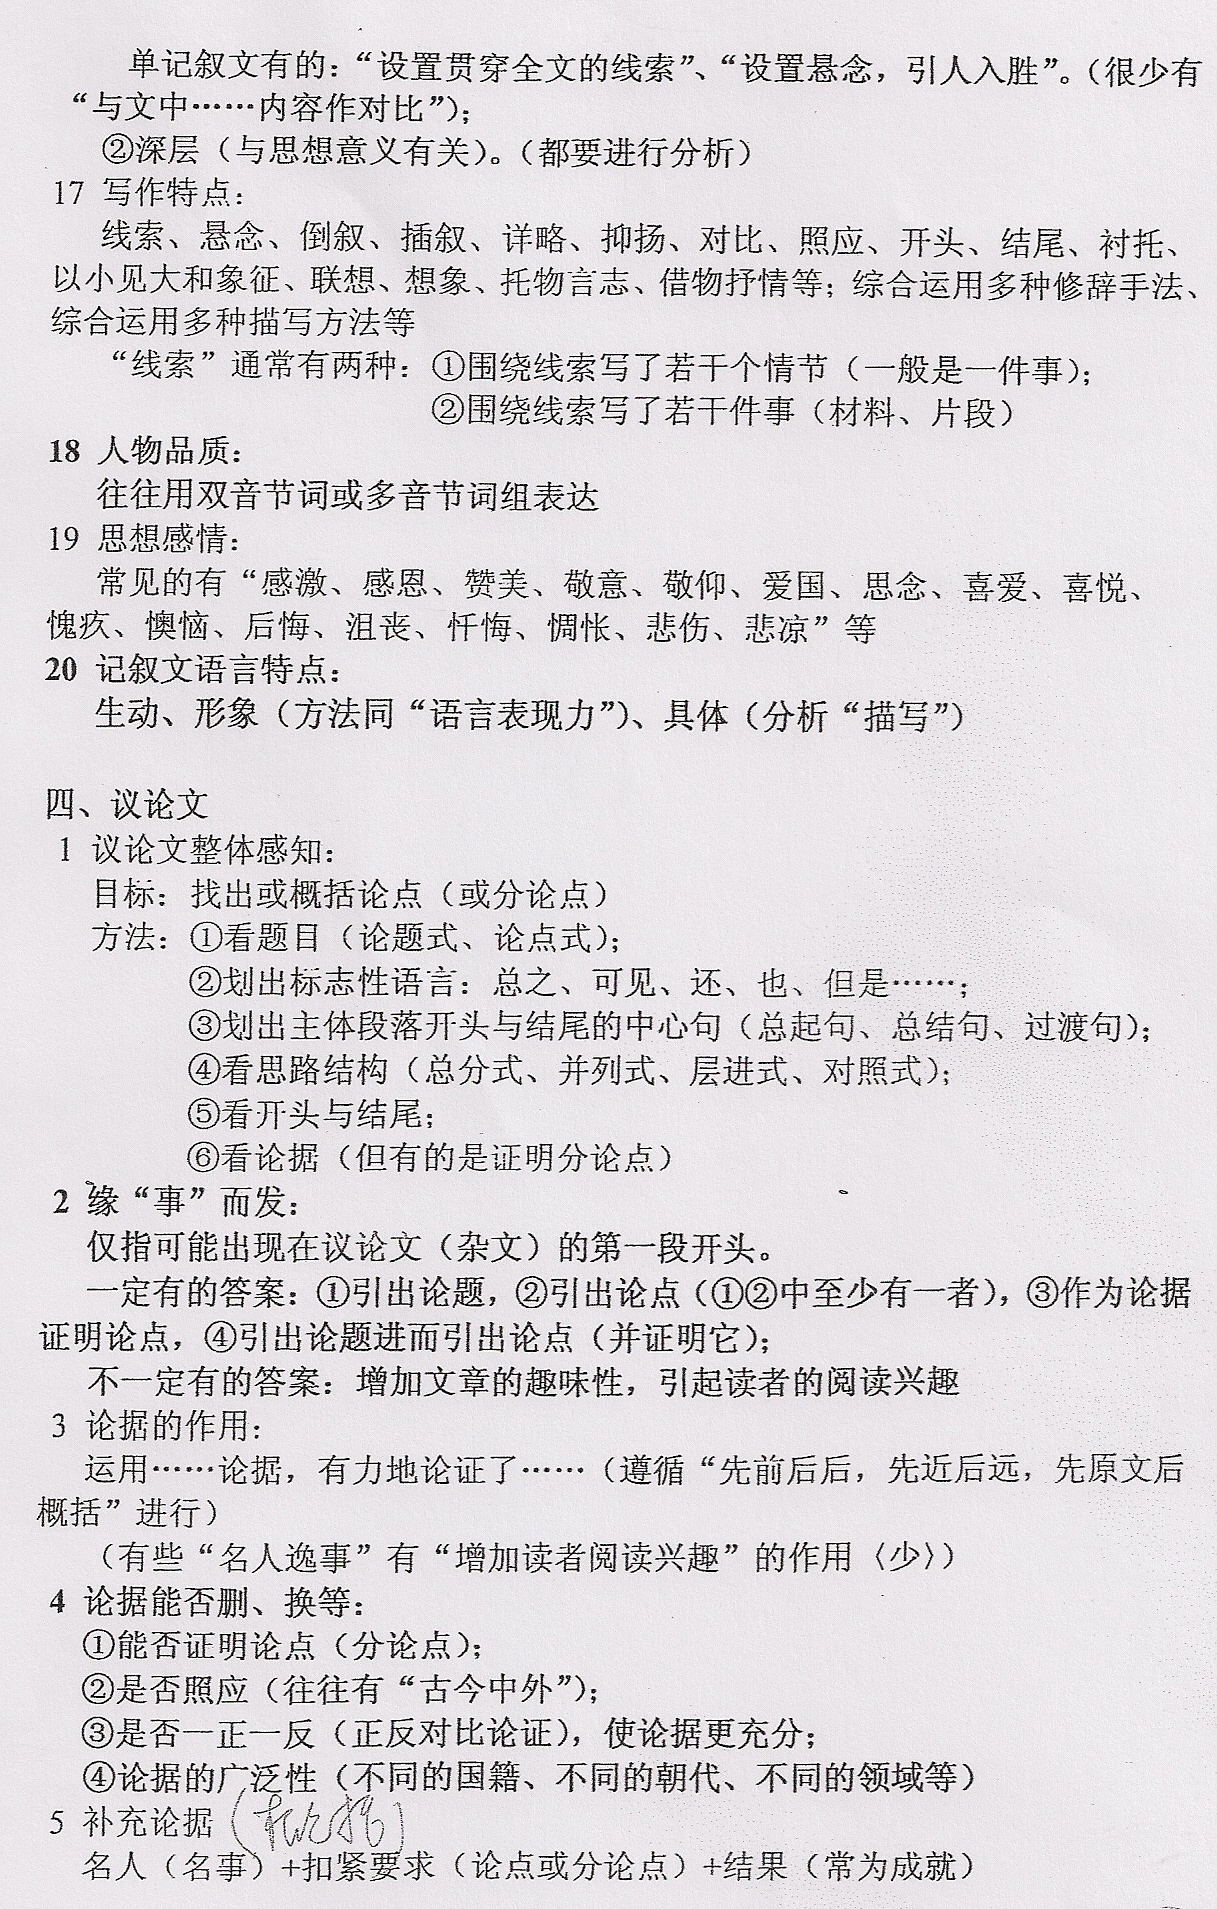 单记叙文有的：“设置贯穿全文的线索”、“设置悬念，引人入胜”。（很少有
“与文中……内容作对比”）；
②深层（与思想意义有关）。（都要进行分析）
17 写作特点：
线索、悬念、倒叙、插叙、详略、抑扬、对比、照应、开头、结尾、衬托、
以小见大和象征、联想、想象、托物言志、借物抒情等；综合运用多种修辞手法、
综合运用多种描写方法等
“线索”通常有两种：①围绕线索写了若干个情节（一般是一件事）；
②围绕线索写了若干件事（材料、片段）
18 人物品质：
往往用双音节词或多音节词组表达
19 思想感情：
常见的有“感激、感恩、赞美、敬意、敬仰、爱国、思念、喜爱、喜悦、
愧疚、懊恼、后悔、沮丧、忏悔、惆怅、悲伤、悲凉”等
20 记叙文语言特点：
生动、形象（方法同“语言表现力”）、具体（分析“描写”）
四、议论文
1 议论文整体感知：
目标：找出或概括论点（或分论点）
方法：①看题目（论题式、论点式）；
②划出标志性语言：总之、可见、还、也、但是……；
③划出主体段落开头与结尾的中心句（总起句、总结句、过渡句）；
④看思路结构（总分式、并列式、层进式、对照式）；
⑤看开头与结尾；
⑥看论据（但有的是证明分论点）
2 缘“事”而发：
仅指可能出现在议论文（杂文）的第一段开头。
一定有的答案：①引出论题，②引出论点（①②中至少有一者），③作为论据
证明论点，④引出论题进而引出论点（并证明它）；
不一定有的答案：增加文章的趣味性，引起读者的阅读兴趣
3 论据的作用：
运用……论据，有力地论证了……（遵循“先前后后，先近后远，先原文后
概括”进行）
（有些“名人逸事”有“增加读者阅读兴趣”的作用〈少〉）
4 论据能否删、换等：
①能否证明论点（分论点）；
②是否照应（往往有“古今中外”）；
③是否一正一反（正反对比论证），使论据更充分；
④论据的广泛性（不同的国籍、不同的朝代、不同的领域等）
5 补充论据
名人（名事）+扣紧要求（论点或分论点）+结果（常为成就）